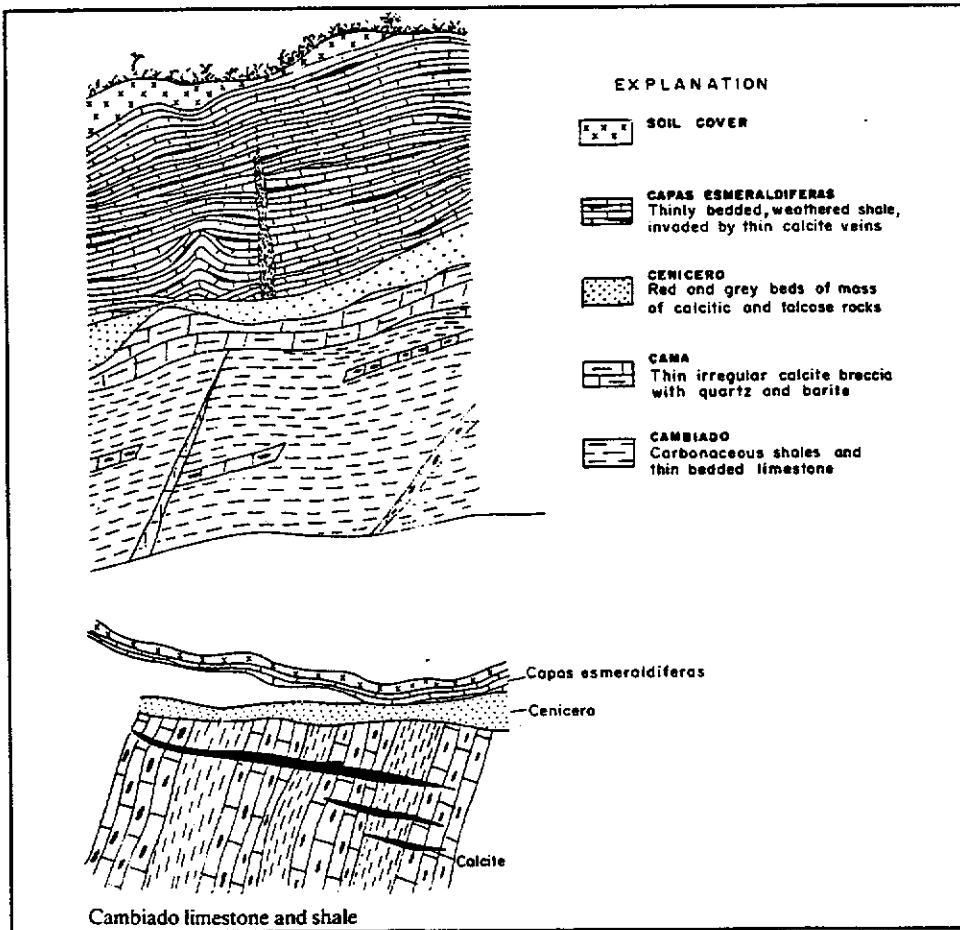 EXPLANATION
SOIL COVER
CAPAS ESMERALDIFERAS
Thinly bedded, weathered shale,
invaded by thin calcite veins
CENICERO
Red and grey beds of mass
of calcitic and talcose rocks
CAMA
Thin irregular calcite breccia
with quartz and barite
CAMBIADO
Carbonaceous shales and
thin bedded limestone
Capas esmeraldíferas
Cenicero
Calcite
Cambiado limestone and shale